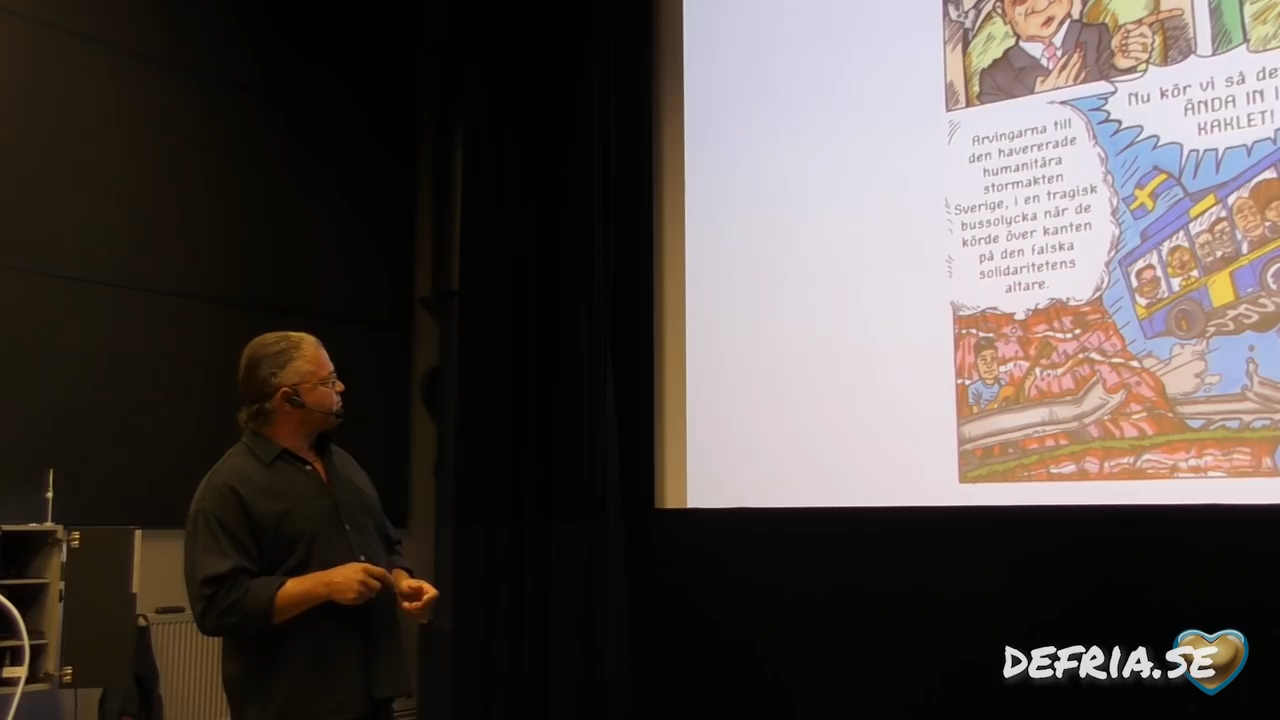 Nu kör vi så de
ÄNDA IN I
KAKLET!
Arvingarna till
den havererade
humanitära
stormakten
Sverige, i en tragisk
bussolycka när de
körde över kanten
på den falska
solidaritetens
altare.
DEFRIA.SE